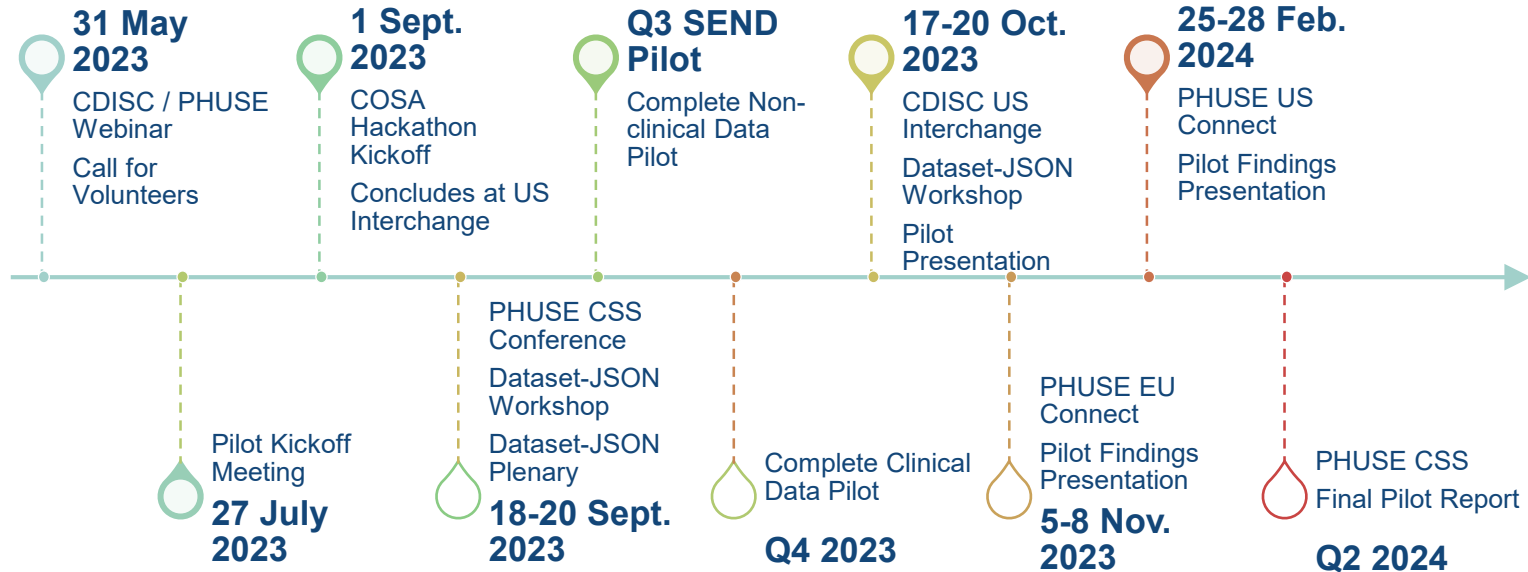 31 May
2023
CDISC / PHUSE
Webinar
Call for
Volunteers
1 Sept.
2023
COSA
Hackathon
Kickoff
Concludes at US
Interchange
Q3 SEND
Pilot
Complete Non-
clinical Data
Pilot
17-20 Oct.
2023
CDISC US
Interchange
Dataset-JSON
Workshop
Pilot
Presentation
25-28 Feb.
2024
PHUSE US
Connect
Pilot Findings
Presentation
Pilot Kickoff
Meeting
27 July
2023
PHUSE CSS
Conference
Dataset-JSON
Workshop
Dataset-JSON
Plenary
18-20 Sept.
2023
Complete Clinical
Data Pilot
Q4 2023
PHUSE EU
Connect
Pilot Findings
Presentation
5-8 Nov.
2023
PHUSE CSS
Final Pilot Report
Q2 2024